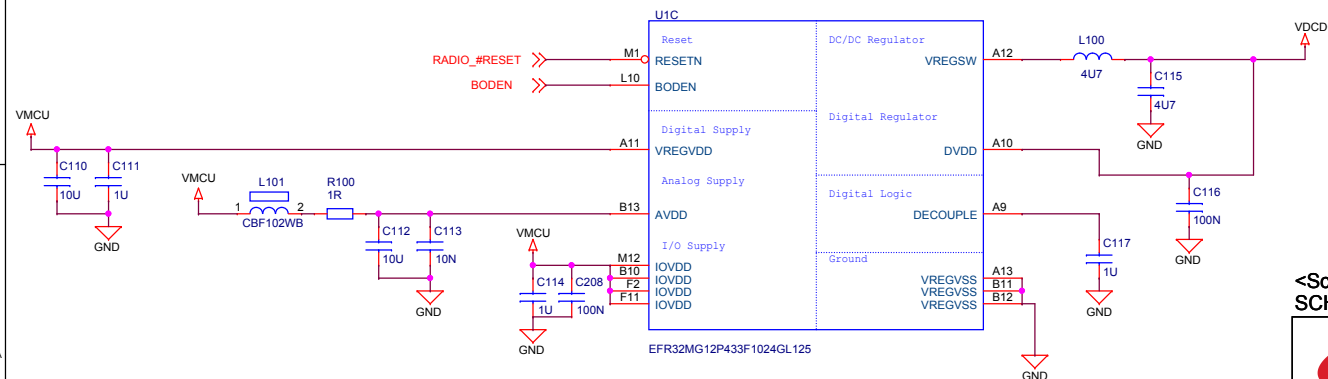 U1C
Reset
DC/DC Regulator
VDCD
L100
4U7
RADIO_#RESET
M1
RESETN
VREGSW
A12
C115
4U7
GND
BODEN
L10
BODEN
Digital Supply
Digital Regulator
VMCU
A11
VREGVDD
DVDD
A10
C110
10U
C111
1U
GND
VMCU
L101
1
2
CBF102WB
R100
1R
Analog Supply
Digital Logic
B13
AVDD
DECOUPLE
A9
C116
100N
GND
C112
10U
C113
10N
GND
VMCU
I/O Supply
Ground
C117
1U
GND
M12
IOVDD
B10
IOVDD
F2
IOVDD
F11
IOVDD
C114
1U
C208
100N
GND
VREGVSS
A13
VREGVSS
B11
VREGVSS
B12
GND
EFR32MG12P433F1024GL125
<Sc
SCH
A